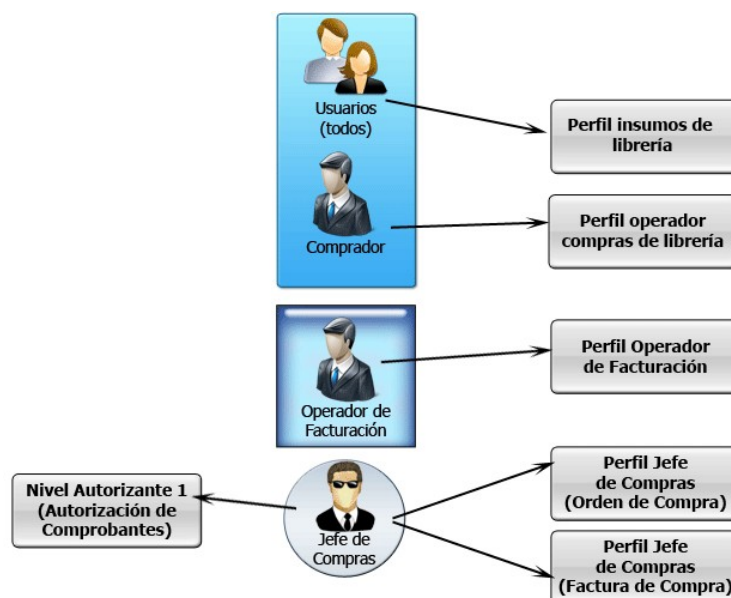 Usuarios
(todos)
Perfil insumos de
librería
Comprador
Perfil operador
compras de librería
Operador de
Facturación
Perfil Operador
de Facturación
Nivel Autorizante 1
(Autorización de
Comprobantes)
Jefe de
Compras
Perfil Jefe
de Compras
(Orden de Compra)
Perfil Jefe
de Compras
(Factura de Compra)